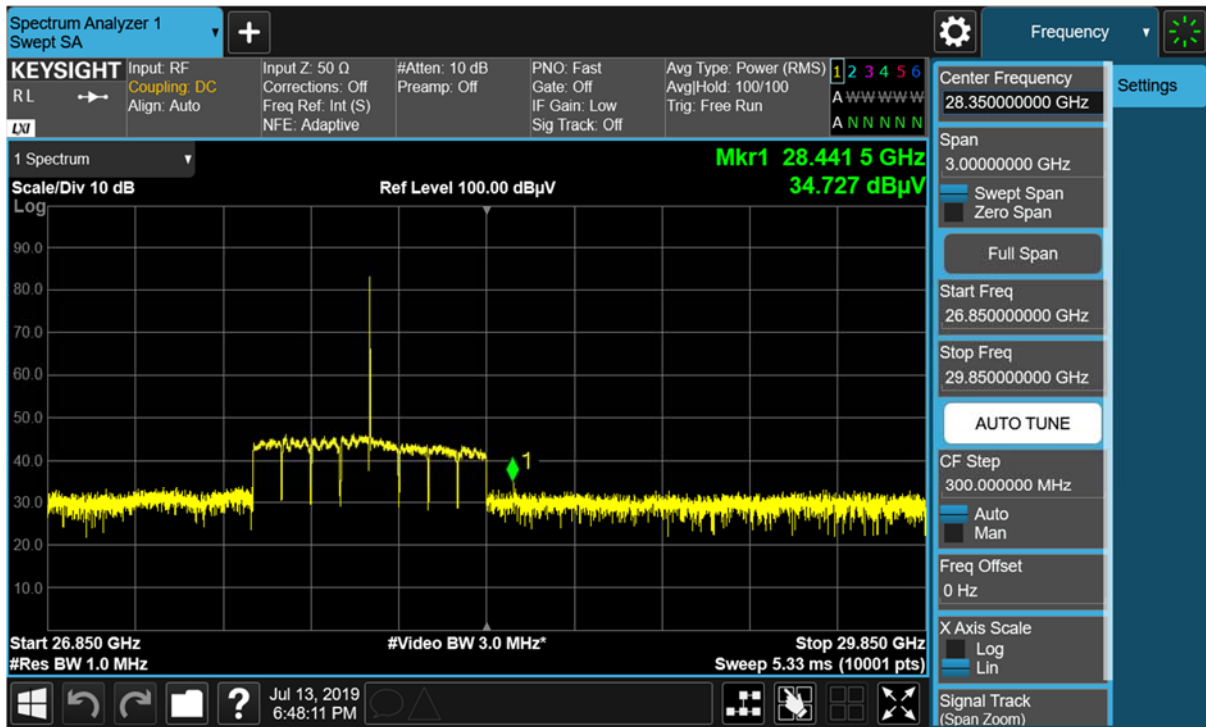 Spectrum Analyzer 1
Swept SA
+
Frequency
KEYSIGHT
RL
LXI
Input: RF
Coupling: DC
Align: Auto
Input Z: 50 Ω
Corrections: Off
Freq Ref: Int (S)
NFE: Adaptive
#Atten: 10 dB
Preamp: Off
PNO: Fast
Gate: Off
IF Gain: Low
Sig Track: Off
Avg Type: Power (RMS)
Avg|Hold: 100/100
Trig: Free Run
1 2 3 4 5 6
A W W W W W
A N N N N N
1 Spectrum
Mkr1 28.441 5 GHz
34.727 dBµV
Scale/Div 10 dB
Ref Level 100.00 dBµV
Log
90.0
80.0
70.0
60.0
50.0
40.0
30.0
20.0
10.0
1
Start 26.850 GHz
#Video BW 3.0 MHz*
Stop 29.850 GHz
#Res BW 1.0 MHz
Sweep 5.33 ms (10001 pts)
?
Jul 13, 2019
6:48:11 PM
Center Frequency
28.350000000 GHz
Settings
Span
3.00000000 GHz
Swept Span
Zero Span
Full Span
Start Freq
26.850000000 GHz
Stop Freq
29.850000000 GHz
AUTO TUNE
CF Step
300.000000 MHz
Auto
Man
Freq Offset
0 Hz
X Axis Scale
Log
Lin
Signal Track
(Span Zoom)